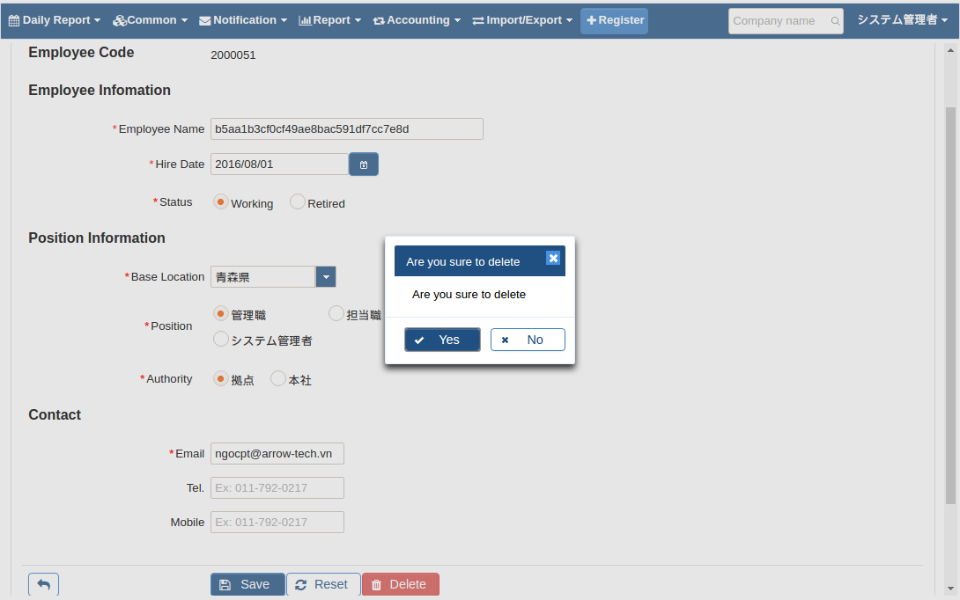 Daily Report Common Notification Report Accounting Import/Export Register Company name システム管理者
Employee Code 2000051
Employee Infomation
*Employee Name b5aa1b3cf0cf49ae8bac591df7cc7e8d
*Hire Date 2016/08/01
*Status Working Retired
Position Information
*Base Location 青森県
*Position 管理職 担当職
システム管理者
*Authority 拠点 本社
Contact
*Email ngocpt@arrow-tech.vn
Tel. Ex: 011-792-0217
Mobile Ex: 011-792-0217
Save Reset Delete
Are you sure to delete
Are you sure to delete
Yes No